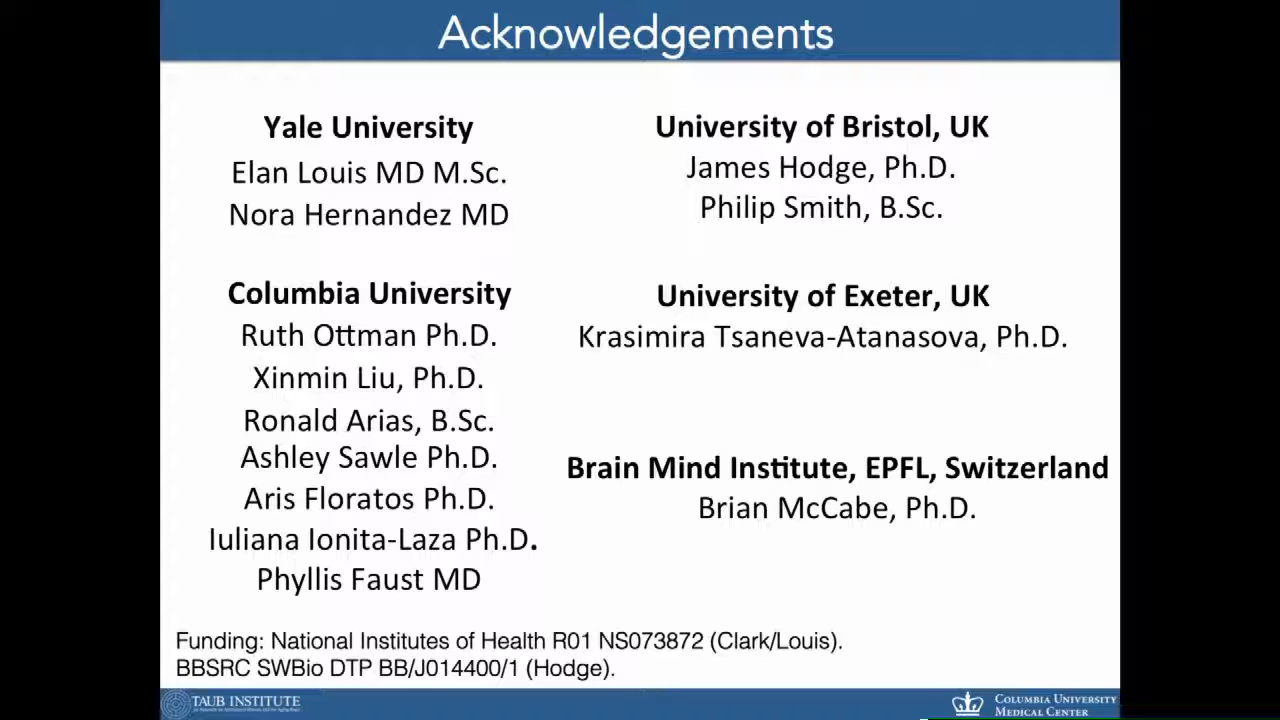 Acknowledgements
Yale University
Elan Louis MD M.Sc.
Nora Hernandez MD
Columbia University
Ruth Ottman Ph.D.
Xinmin Liu, Ph.D.
Ronald Arias, B.Sc.
Ashley Sawle Ph.D.
Aris Floratos Ph.D.
Iuliana Ionita-Laza Ph.D.
Phyllis Faust MD
University of Bristol, UK
James Hodge, Ph.D.
Philip Smith, B.Sc.
University of Exeter, UK
Krasimira Tsaneva-Atanasova, Ph.D.
Brain Mind Institute, EPFL, Switzerland
Brian McCabe, Ph.D.
Funding: National Institutes of Health R01 NS073872 (Clark/Louis).
BBSRC SWBio DTP BB/J014400/1 (Hodge).
TAUB INSTITUTE
COLUMBIA UNIVERSITY
MEDICAL CENTER